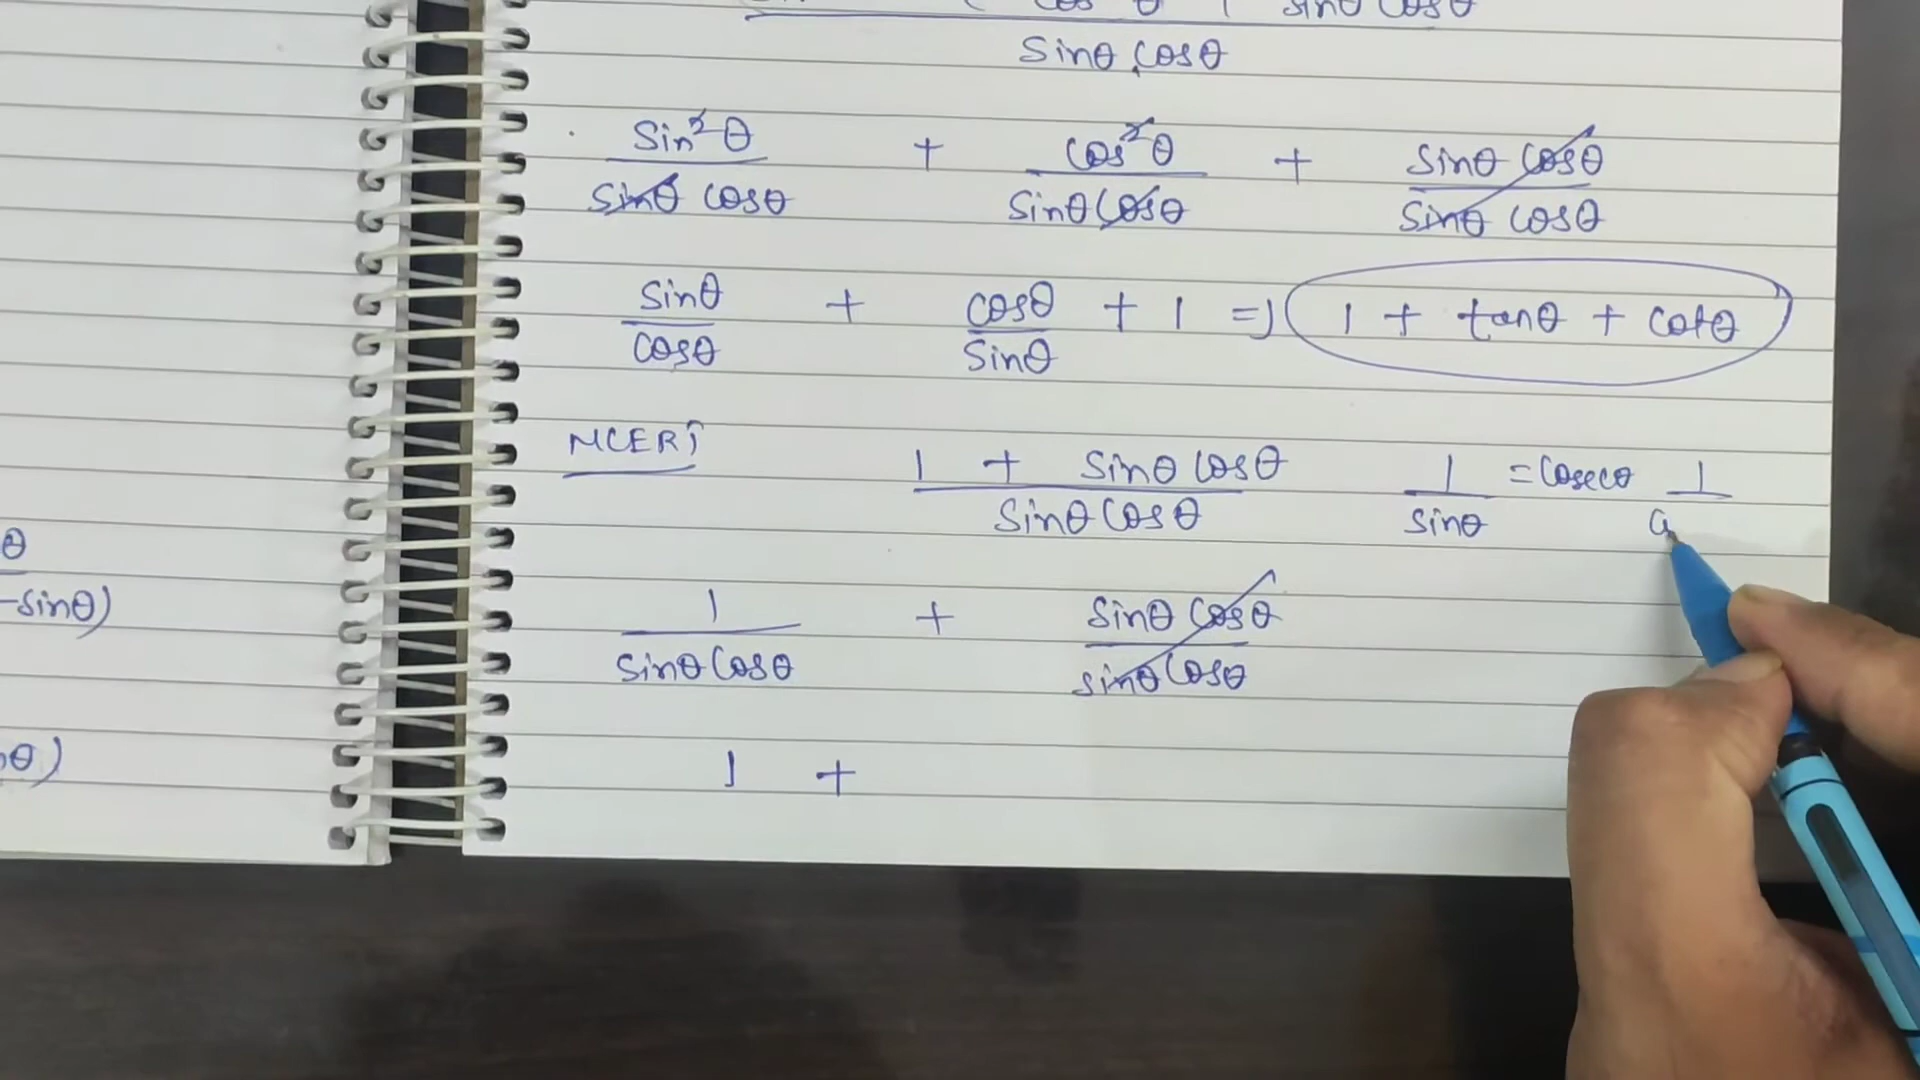 sinθ cosθ
Sinθ.cosθ
Sin²θ / sinθ cosθ + cos²θ / sinθ cosθ + sinθ cosθ / sinθ cosθ
sinθ / cosθ + cosθ / sinθ + 1 => 1 + tanθ + cotθ
NCERT
1 + sinθ cosθ / sinθ cosθ
1 / sinθ = cosecθ 1 /
1 / sinθ cosθ + sinθ cosθ / sinθ cosθ
1 +
θ
-sinθ)
θ)